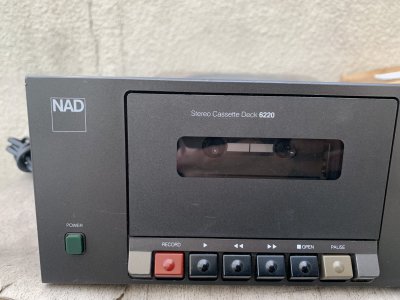 NAD
Stereo Cassette Deck 6220
POWER
RECORD ▶ ◀◀ ▶▶ ■ OPEN PAUSE